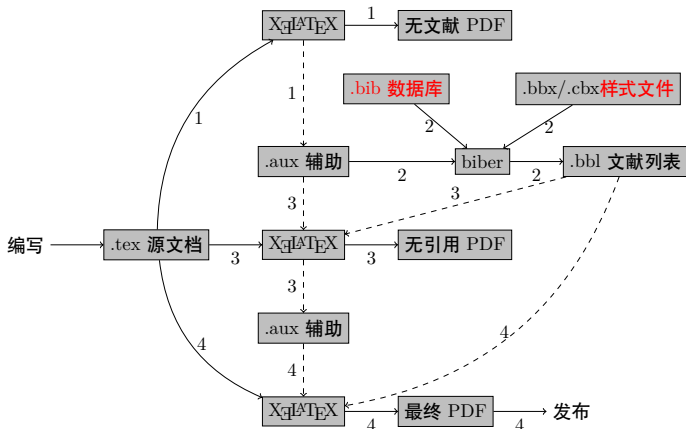 XƎLATEX
1
无文献 PDF
1
1
.bib 数据库
.bbx/.cbx样式文件
2
2
.aux 辅助
2
biber
2
.bbl 文献列表
3
3
编写
.tex 源文档
3
XƎLATEX
3
无引用 PDF
3
.aux 辅助
4
4
4
XƎLATEX
4
最终 PDF
4
发布